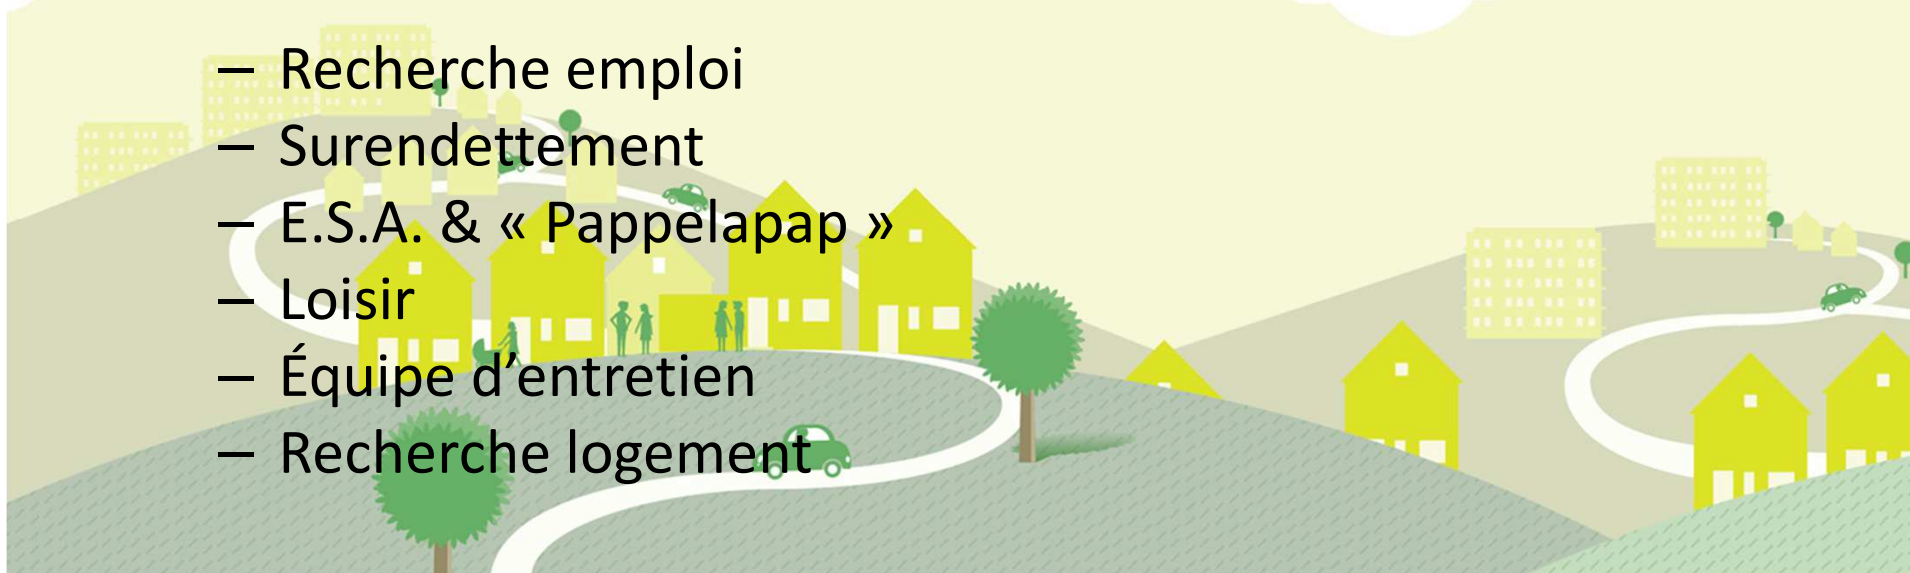 – Recherche emploi
– Surendettement
– E.S.A. & « Pappelapap »
– Loisir
– Équipe d’entretien
– Recherche logement